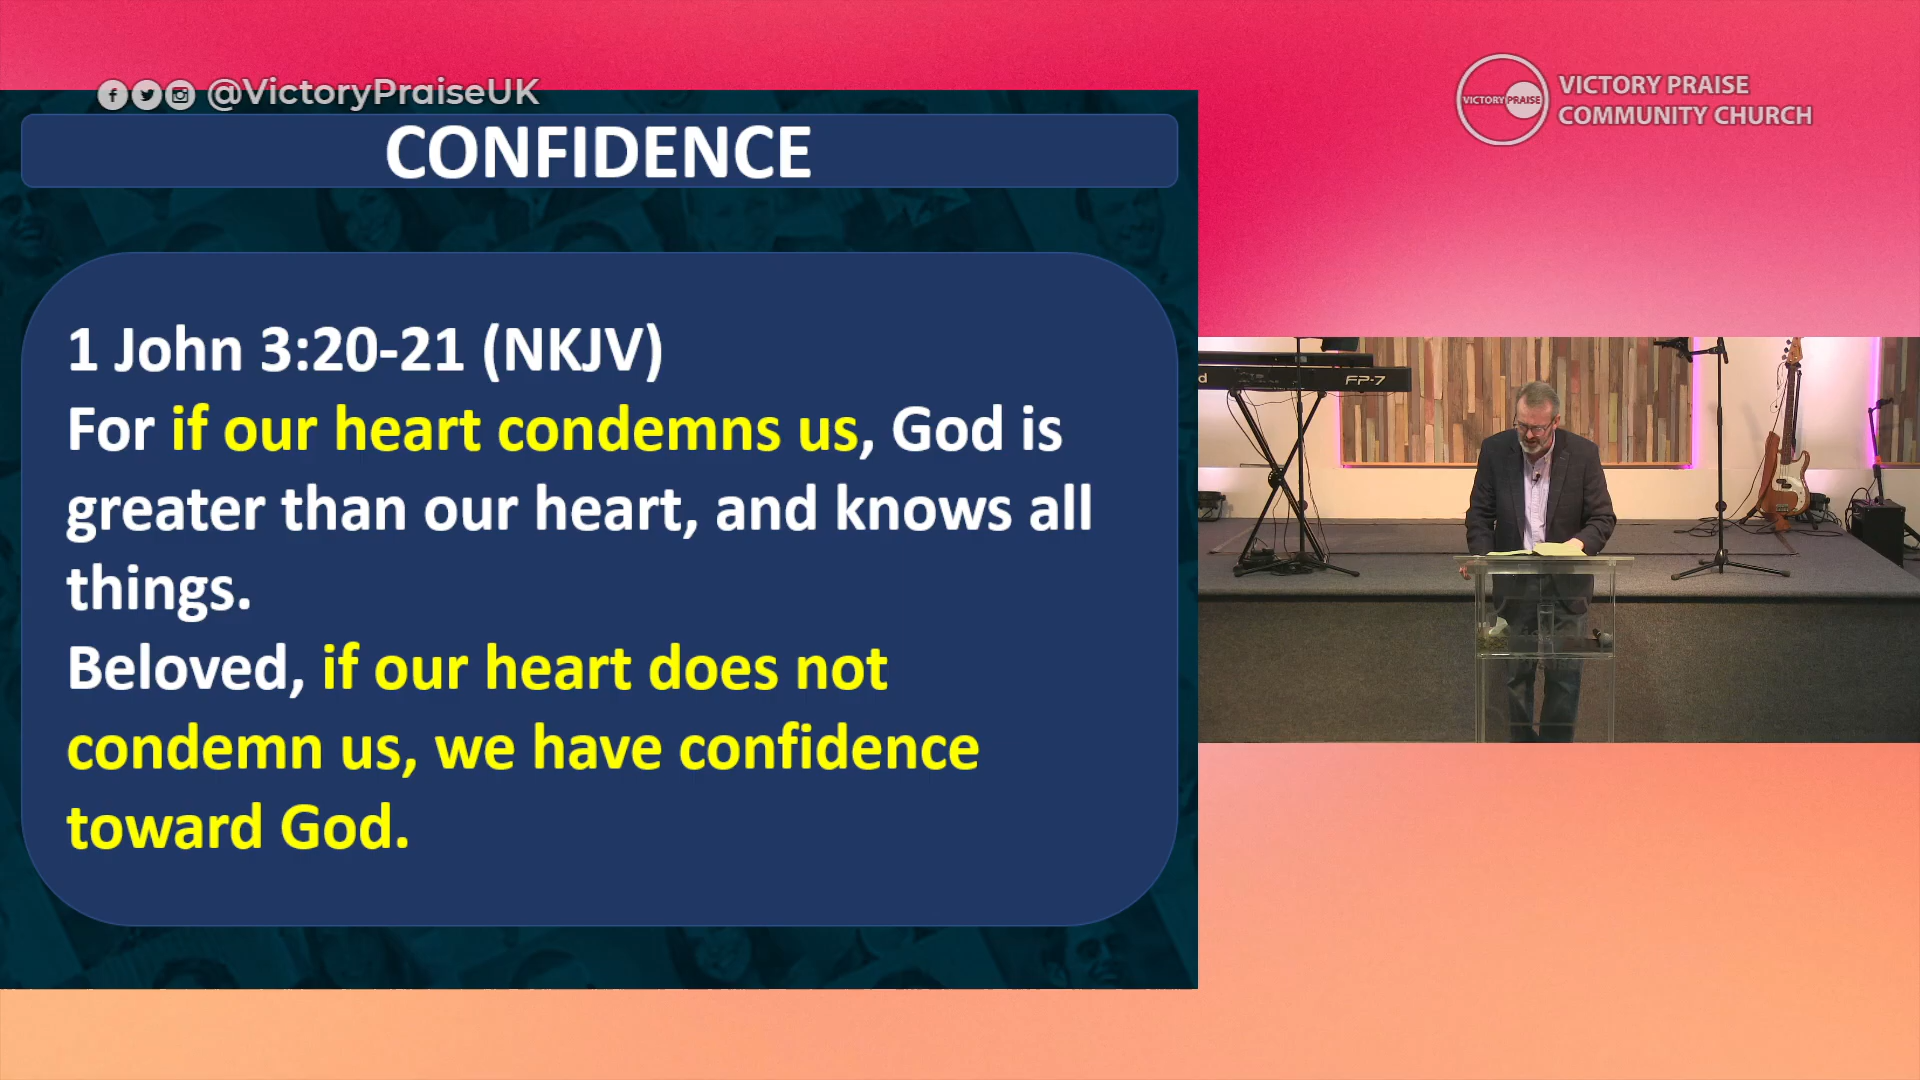 @VictoryPraiseUK
VICTORY PRAISE
VICTORY PRAISE
COMMUNITY CHURCH
CONFIDENCE
1 John 3:20-21 (NKJV)
For if our heart condemns us, God is
greater than our heart, and knows all
things.
Beloved, if our heart does not
condemn us, we have confidence
toward God.
FP-7